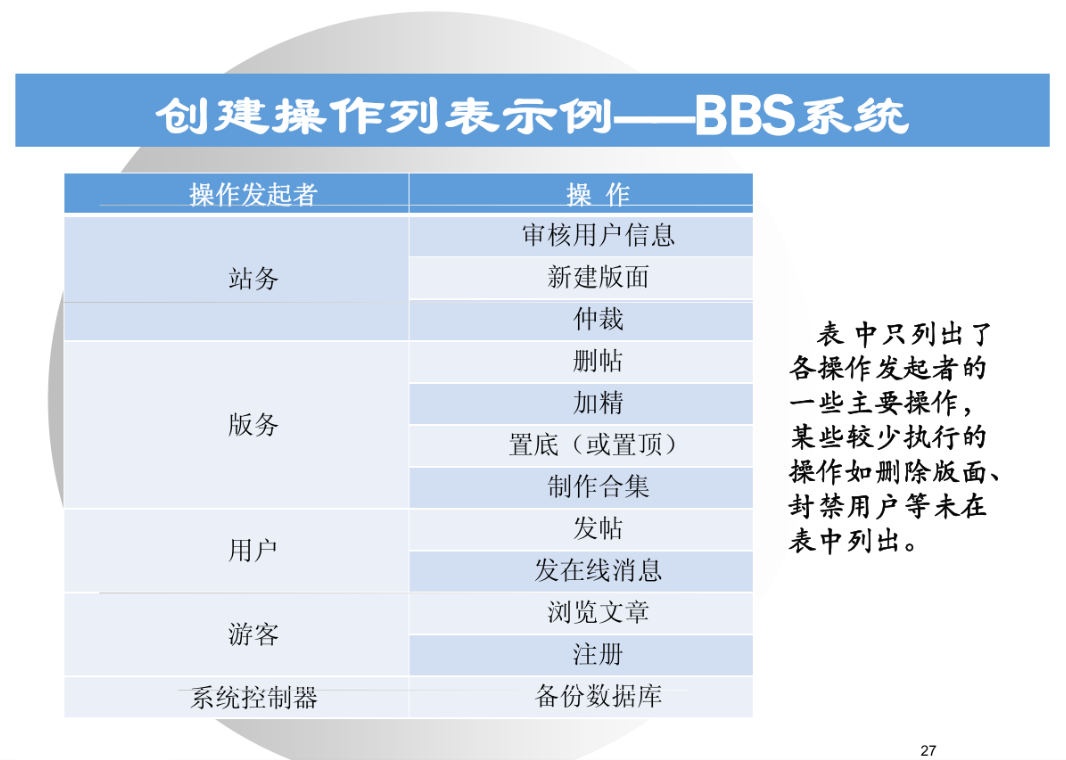 创建操作列表示例——BBS系统
操作发起者 操 作
站务 审核用户信息
新建版面
仲裁
版务 删帖
加精
置底（或置顶）
制作合集
用户 发帖
发在线消息
游客 浏览文章
注册
系统控制器 备份数据库
表 中只列出了
各操作发起者的
一些主要操作，
某些较少执行的
操作如删除版面、
封禁用户等未在
表中列出。
27